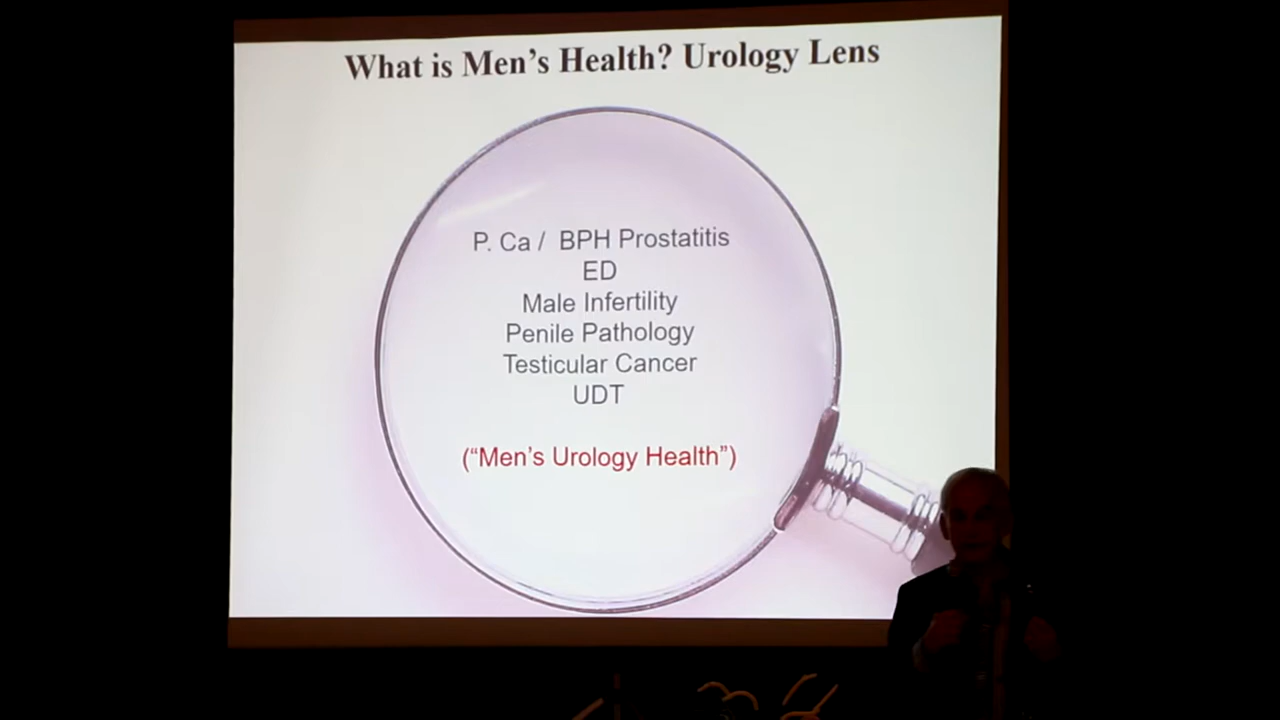 What is Men's Health? Urology Lens
P. Ca / BPH Prostatitis
ED
Male Infertility
Penile Pathology
Testicular Cancer
UDT
(“Men's Urology Health”)